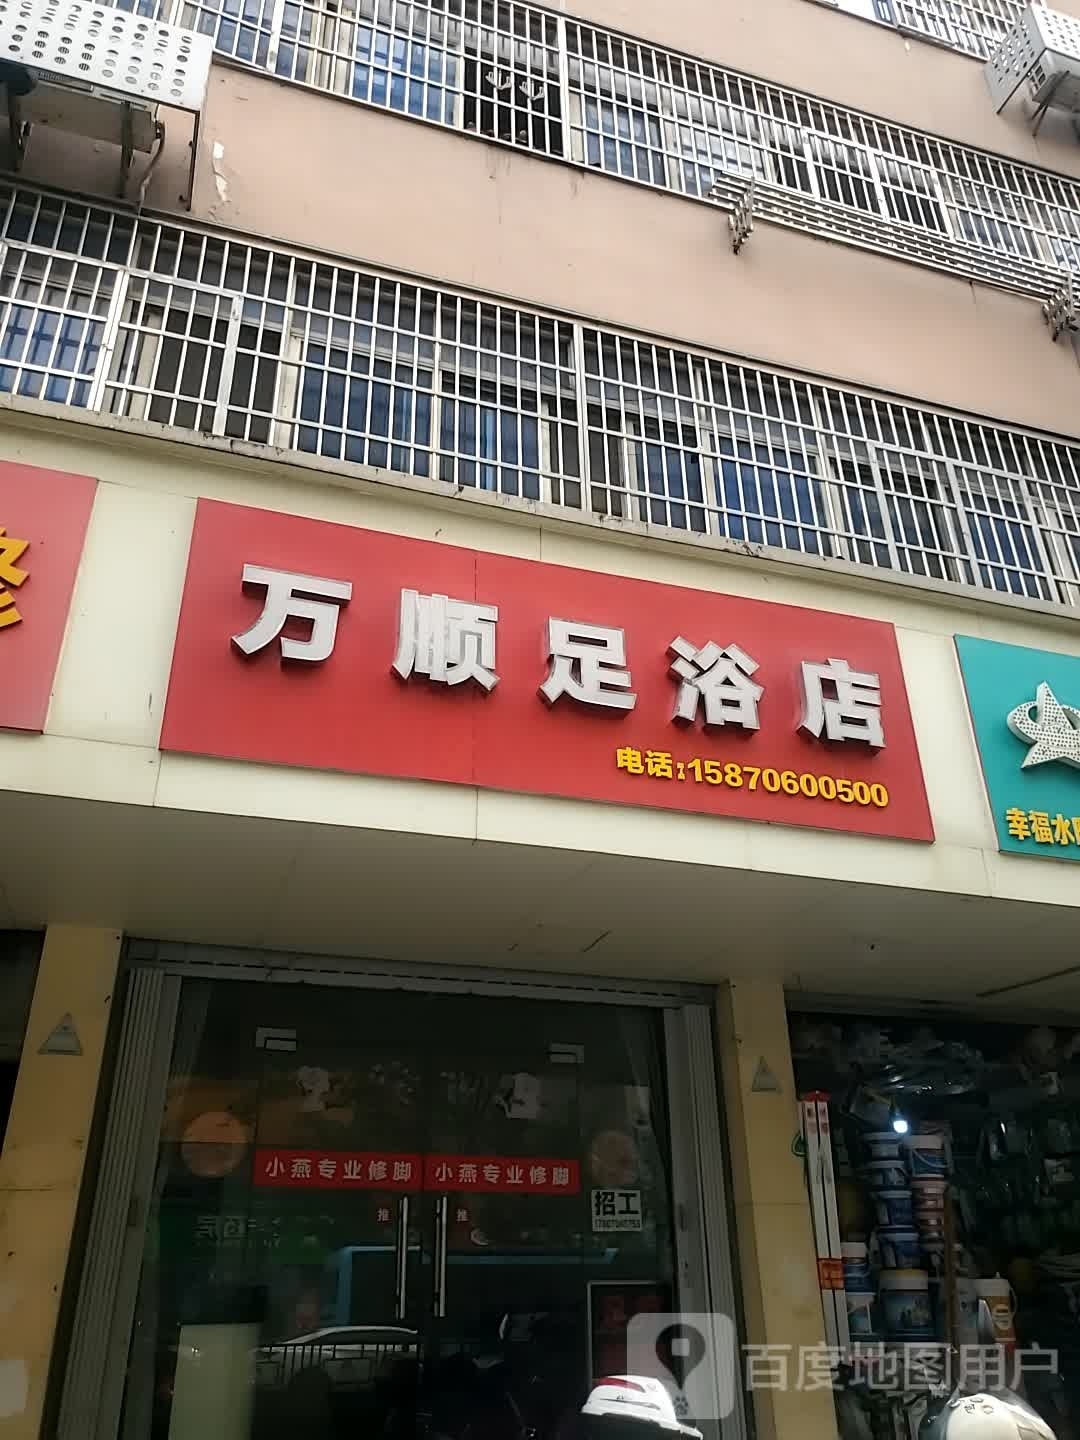 修
万顺足浴店
电话:15870600500
幸福水
小燕专业修脚 小燕专业修脚
推 推
招工
百度地图用户